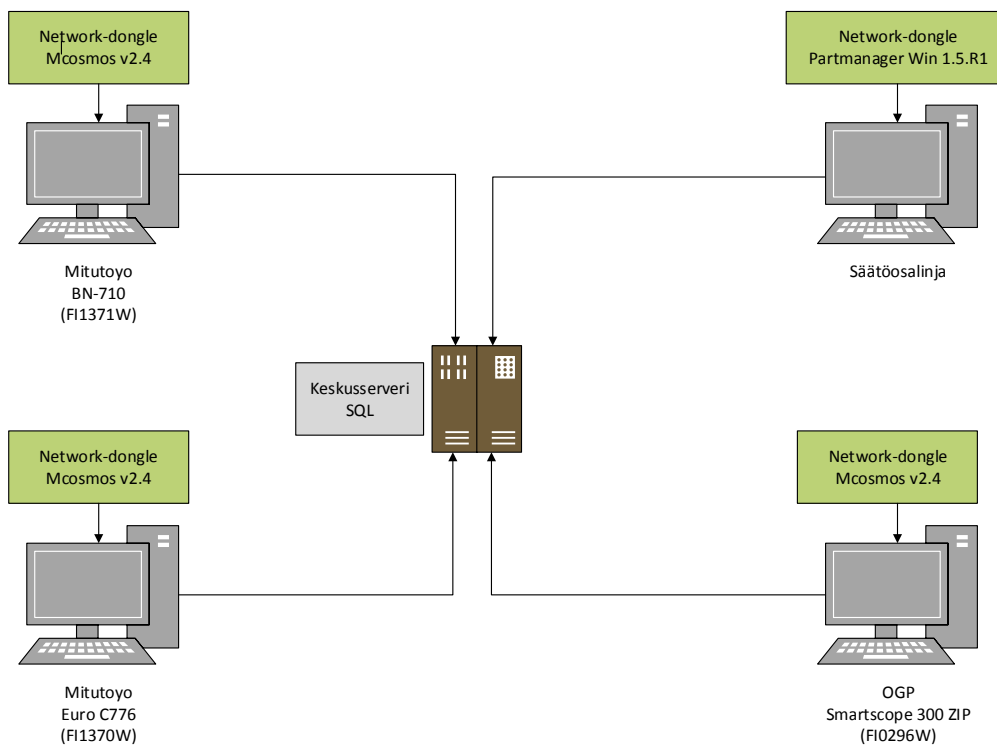 Network-dongle
Mcosmos v2.4
Network-dongle
Partmanager Win 1.5.R1
Mitutoyo
BN-710
(FI1371W)
Säätöosalinja
Keskusserveri
SQL
Network-dongle
Mcosmos v2.4
Network-dongle
Mcosmos v2.4
Mitutoyo
Euro C776
(FI1370W)
OGP
Smartscope 300 ZIP
(FI0296W)